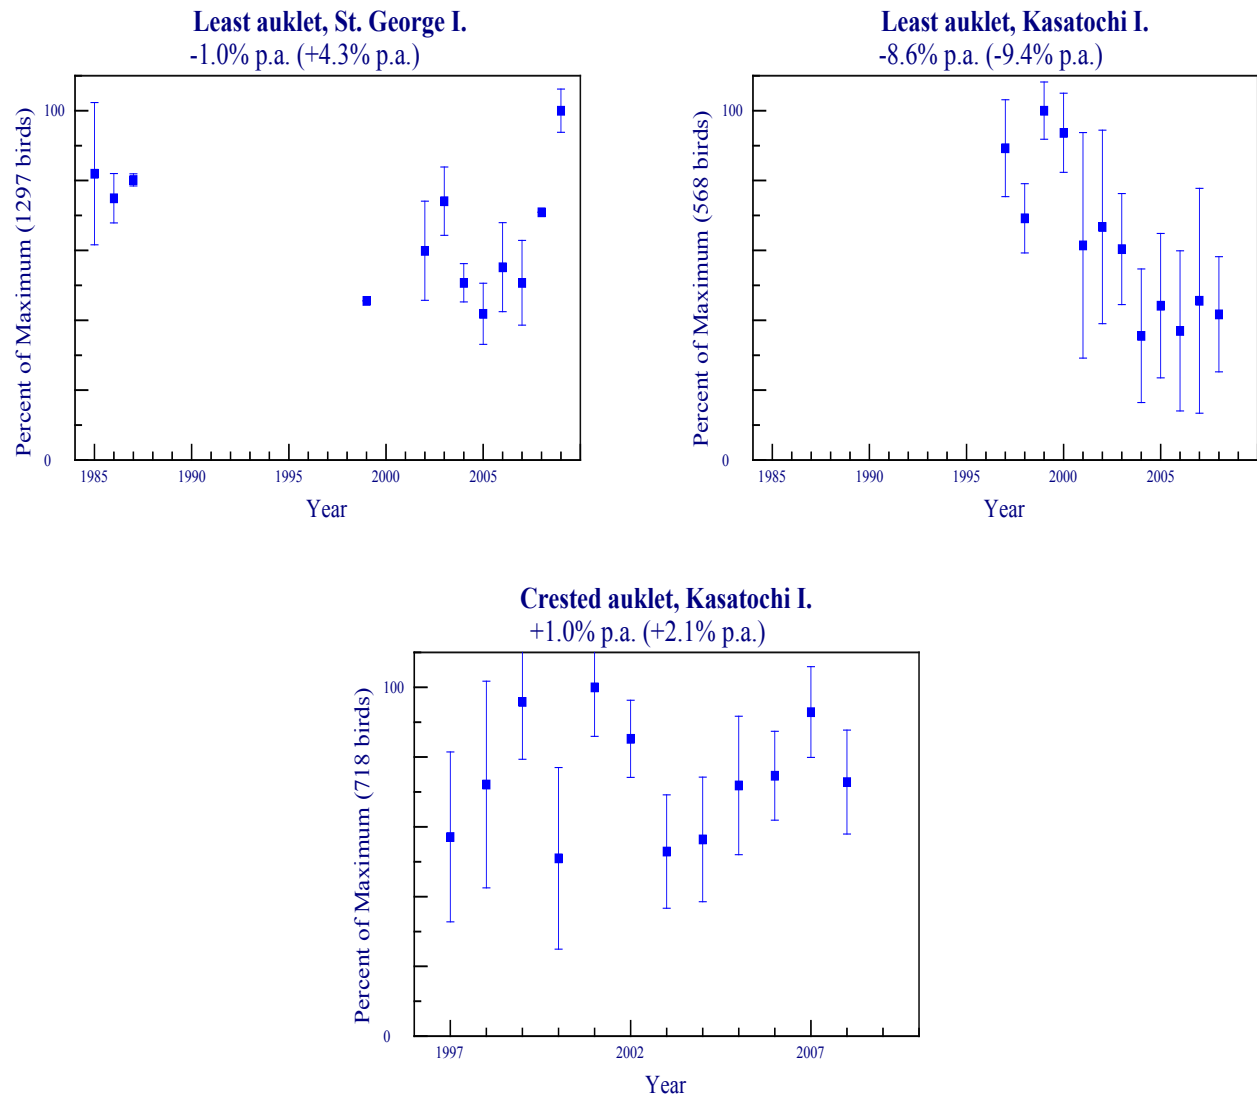 Least auklet, St. George I.
-1.0% p.a. (+4.3% p.a.)
Percent of Maximum (1297 birds)
100
0
1985 1990 1995 2000 2005
Year
Least auklet, Kasatochi I.
-8.6% p.a. (-9.4% p.a.)
Percent of Maximum (568 birds)
100
0
1985 1990 1995 2000 2005
Year
Crested auklet, Kasatochi I.
+1.0% p.a. (+2.1% p.a.)
Percent of Maximum (718 birds)
100
0
1997 2002 2007
Year